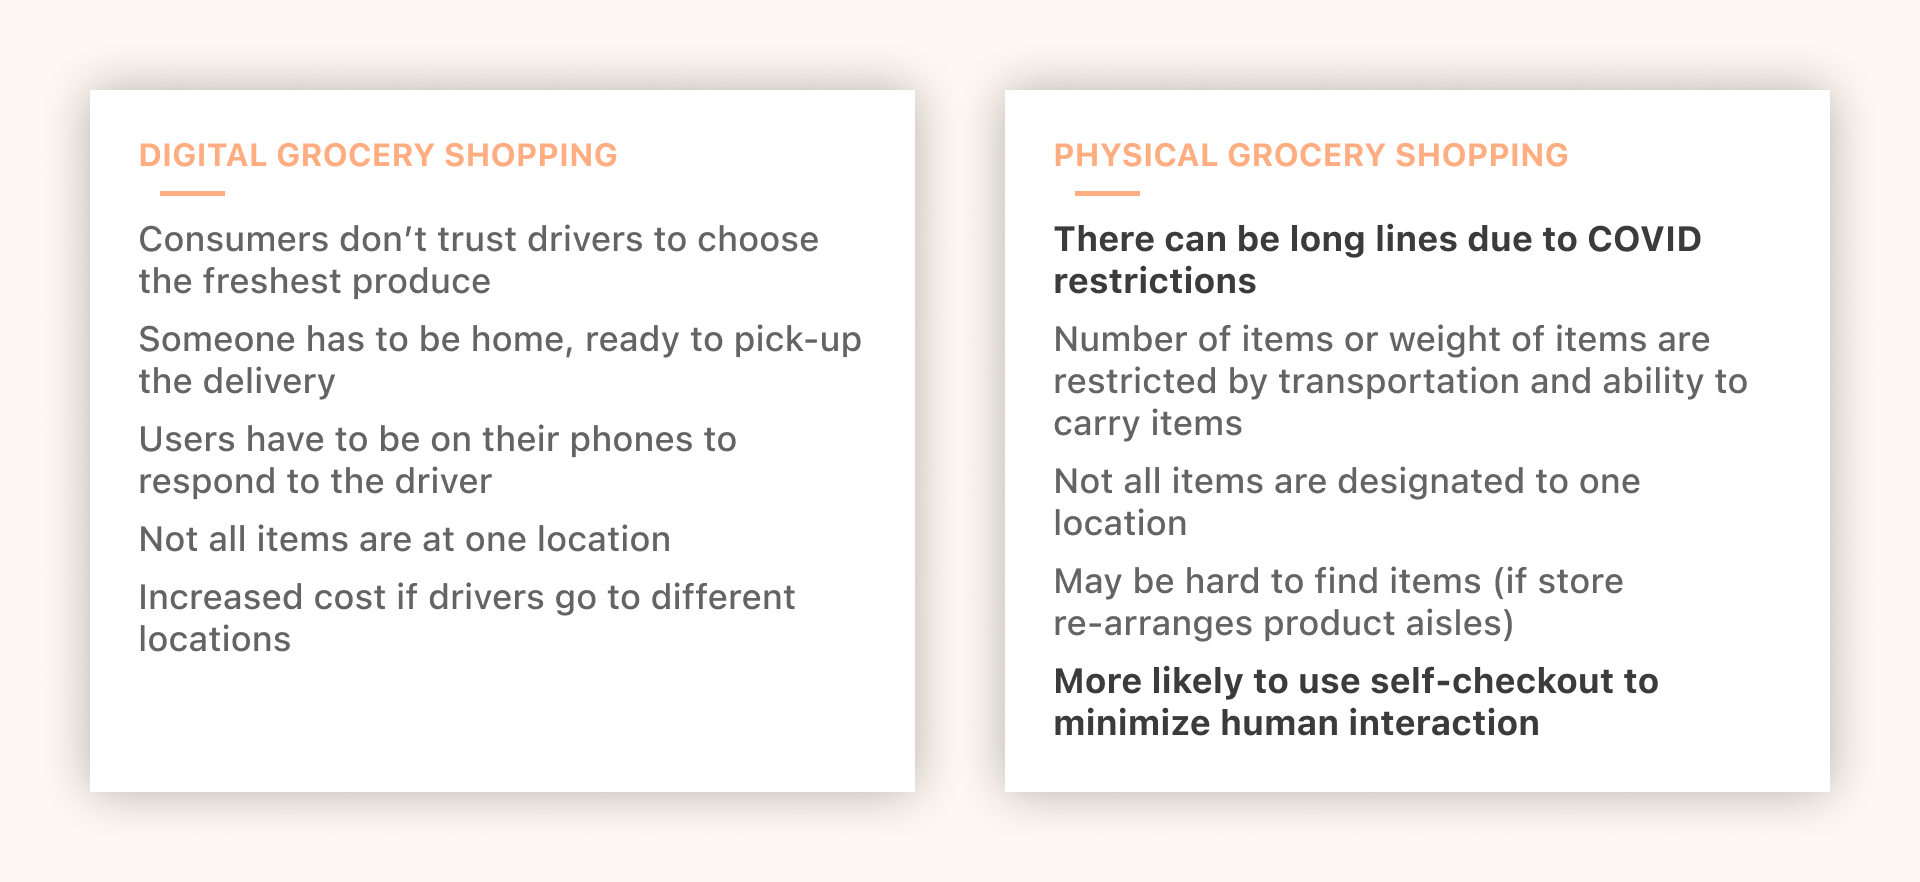 DIGITAL GROCERY SHOPPING
Consumers don’t trust drivers to choose
the freshest produce
Someone has to be home, ready to pick-up
the delivery
Users have to be on their phones to
respond to the driver
Not all items are at one location
Increased cost if drivers go to different
locations
PHYSICAL GROCERY SHOPPING
There can be long lines due to COVID
restrictions
Number of items or weight of items are
restricted by transportation and ability to
carry items
Not all items are designated to one
location
May be hard to find items (if store
re-arranges product aisles)
More likely to use self-checkout to
minimize human interaction